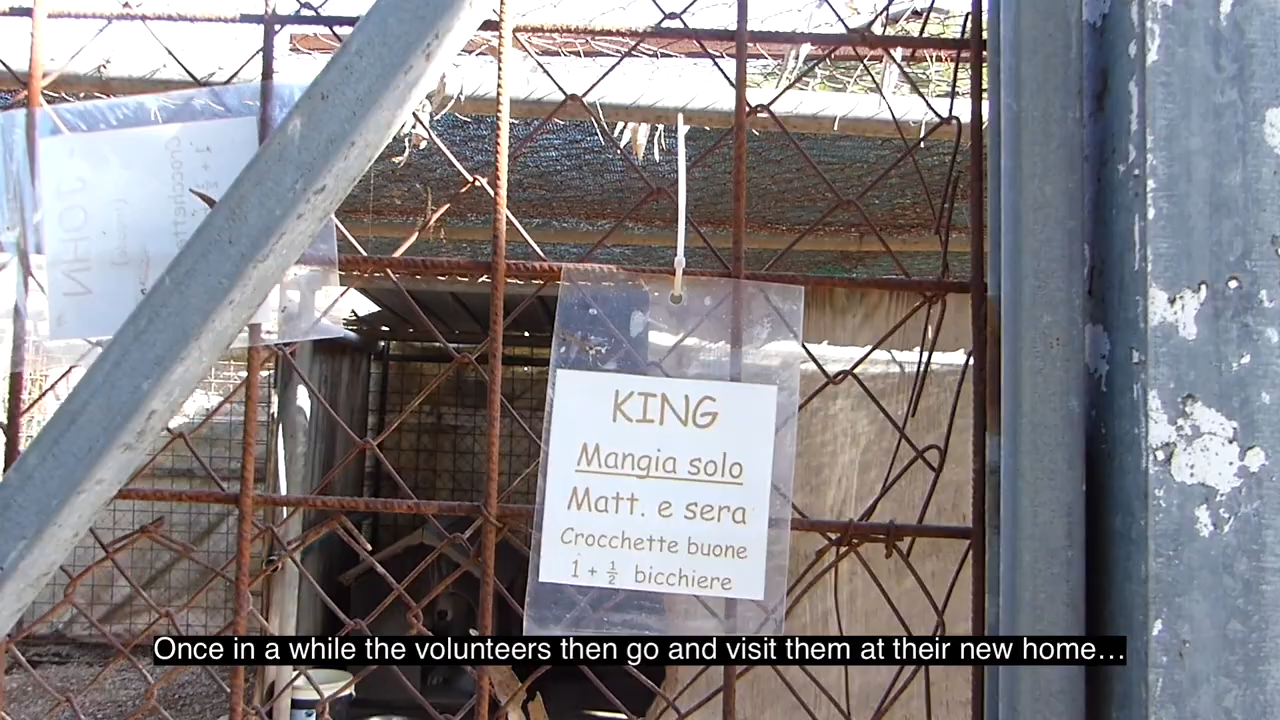 JOHN
Crocchette
KING
Mangia solo
Matt. e sera
Crocchette buone
1 + 1/2 bicchiere
Once in a while the volunteers then go and visit them at their new home…